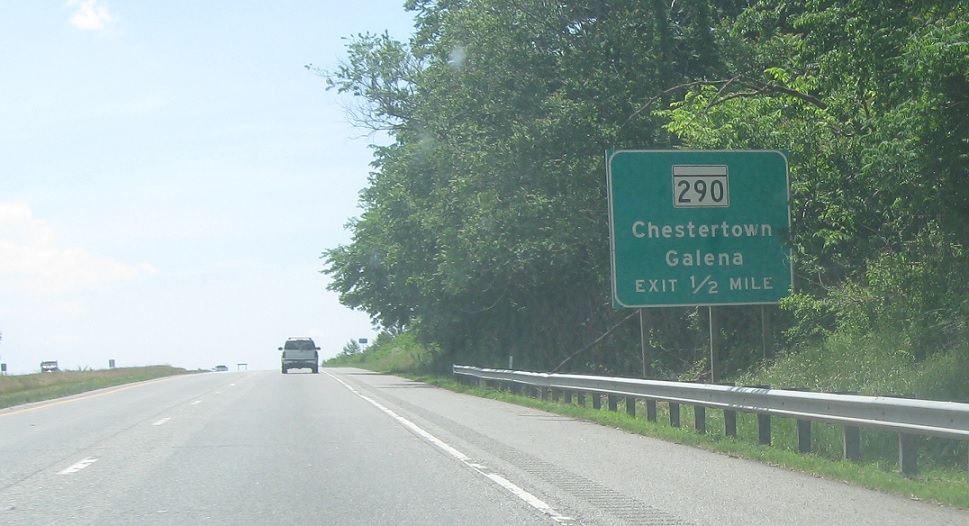 290
Chestertown
Galena
EXIT 1/2 MILE